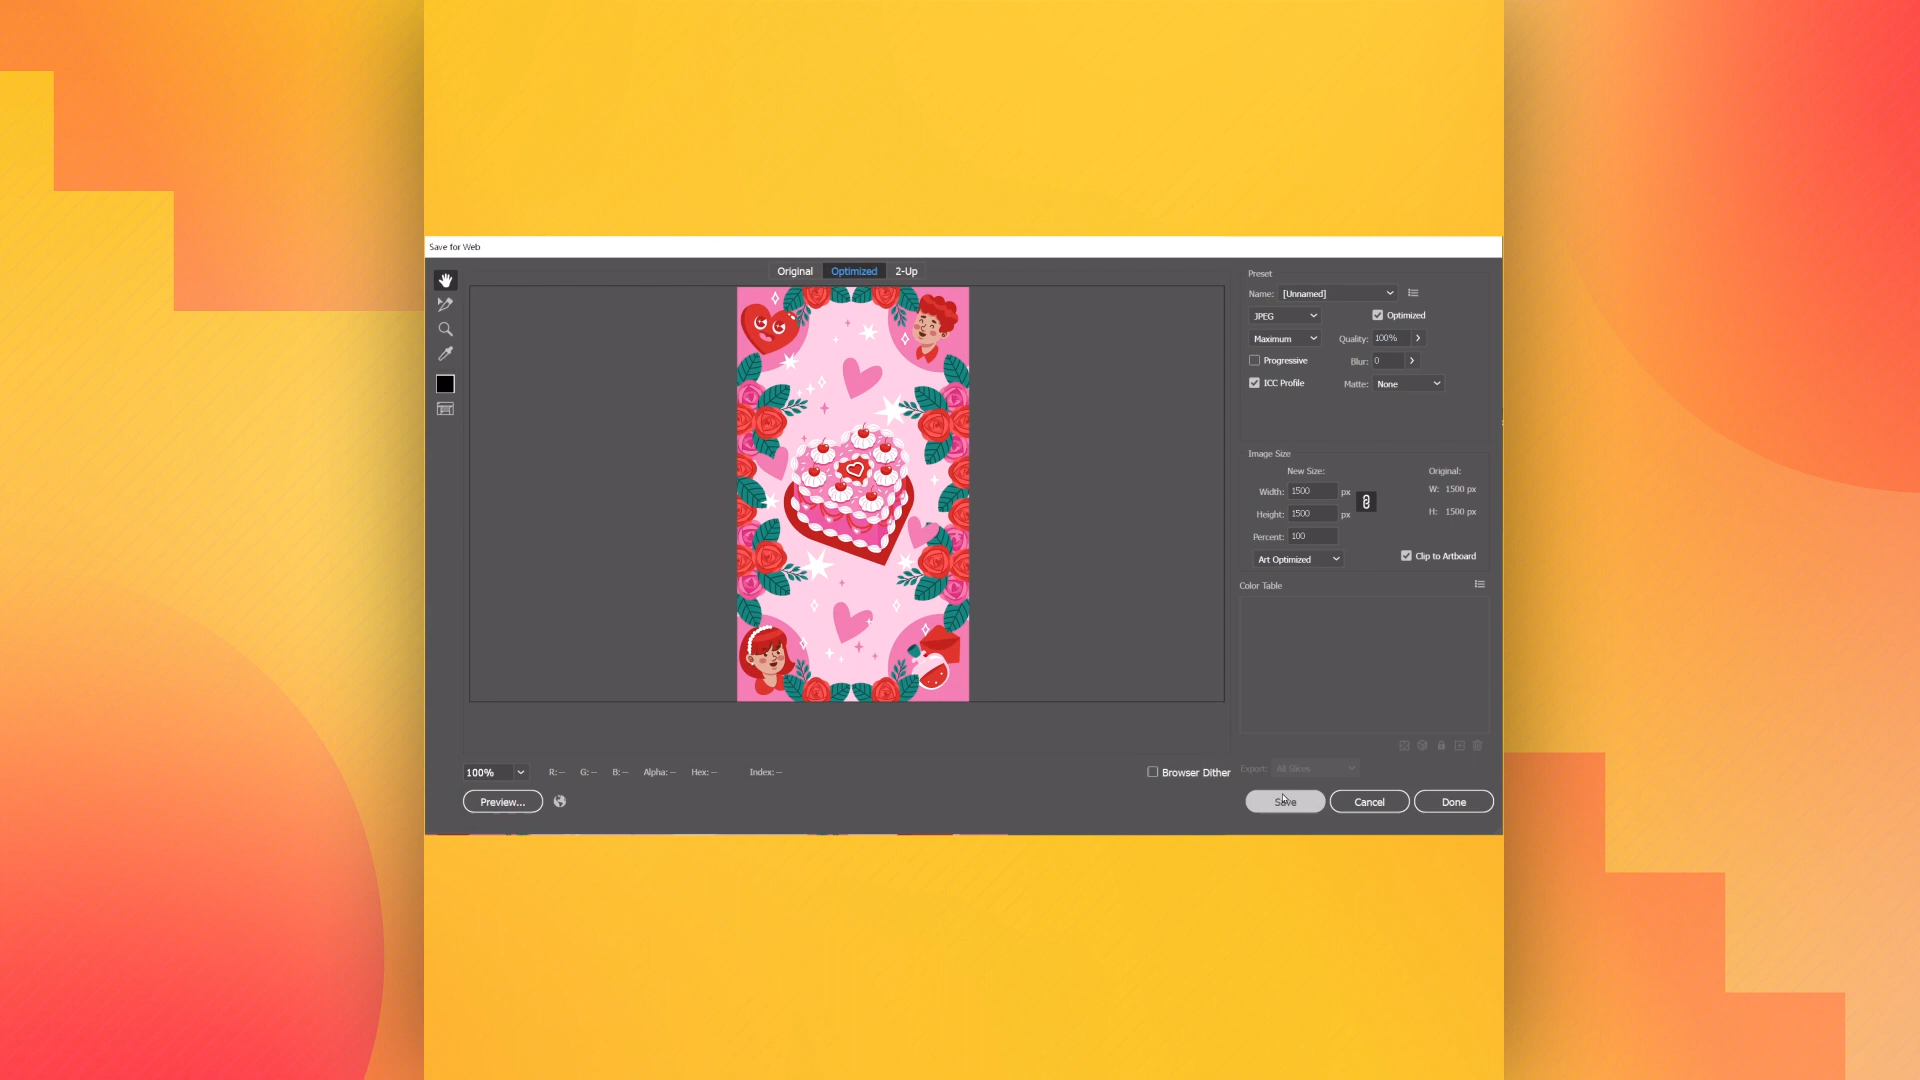 Save for Web
Original Optimized 2-Up
Preset
Name: [Unnamed]
JPEG Optimized
Maximum Quality: 100%
Progressive Blur: 0
ICC Profile Matte: None
Image Size
New Size: Original:
Width: 1500 px W: 1500 px
Height: 1500 px H: 1500 px
Percent: 100
Art Optimized Clip to Artboard
Color Table
100% R: -- G: -- B: -- Alpha: -- Hex: -- Index: -- Browser Dither Export: All Slices
Preview... Save Cancel Done